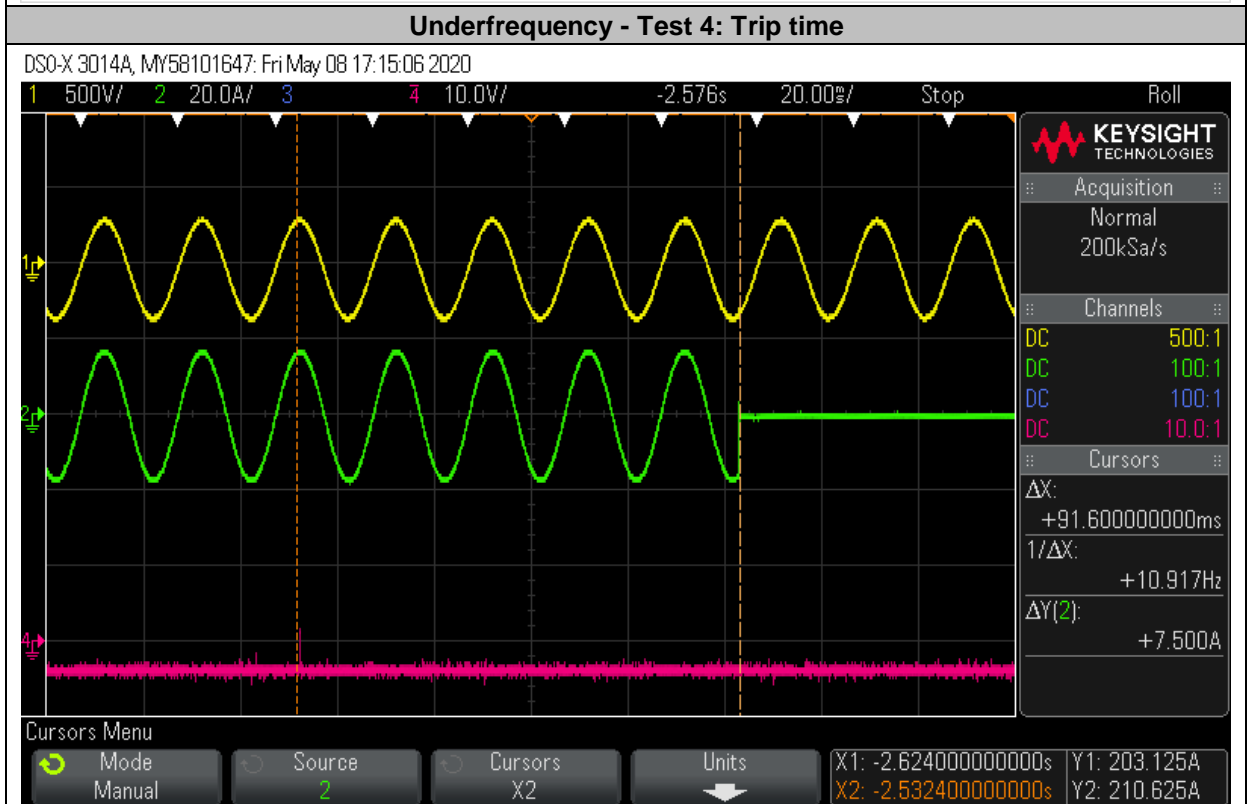 Underfrequency - Test 4: Trip time
DSO-X 3014A, MY58101647: Fri May 08 17:15:06 2020
1 500V/ 2 20.0A/ 3 4 10.0V/ -2.576s 20.00ms/ Stop Roll
KEYSIGHT
TECHNOLOGIES
Acquisition
Normal
200kSa/s
Channels
DC 500:1
DC 100:1
DC 100:1
DC 10.0:1
Cursors
ΔX:
+91.600000000ms
1/ΔX:
+10.917Hz
ΔY(2):
+7.500A
1
2
4
Cursors Menu
Mode Source Cursors Units
Manual 2 X2
X1: -2.624000000000s Y1: 203.125A
X2: -2.532400000000s Y2: 210.625A